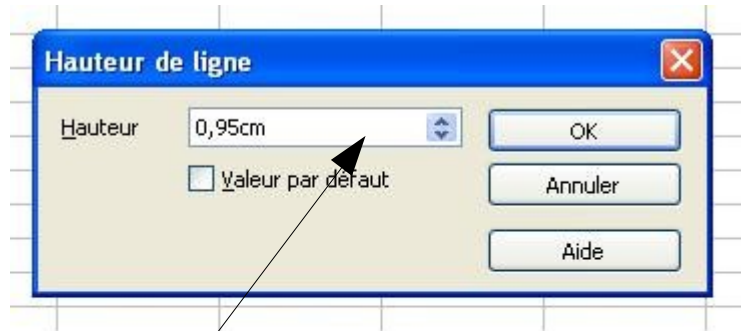 Hauteur de ligne
Hauteur 0,95cm OK
Valeur par défaut Annuler
Aide